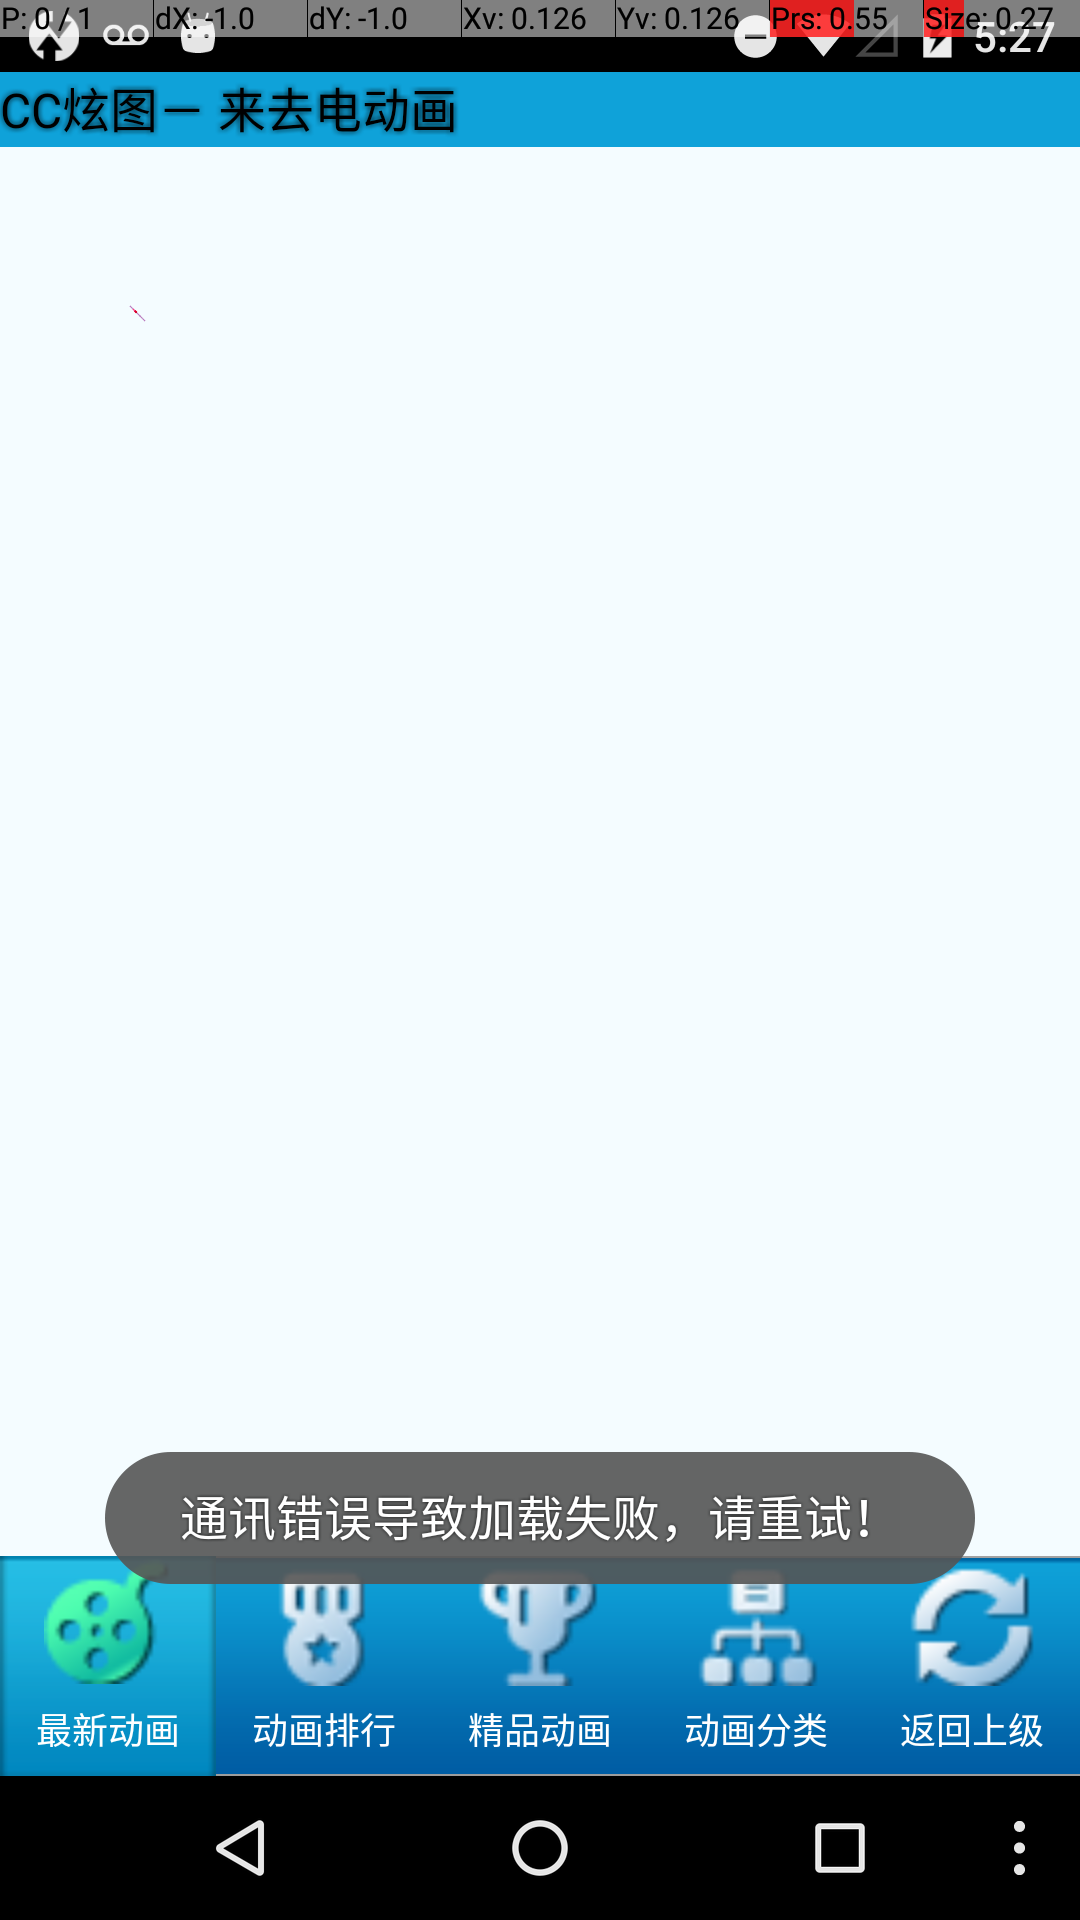 P: 0 / 1 dX: -1.0 dY: -1.0 Xv: 0.126 Yv: 0.126 Prs: 0.55 Size: 0.27
5:27
CC炫图－ 来去电动画
通讯错误导致加载失败，请重试！
最新动画 动画排行 精品动画 动画分类 返回上级